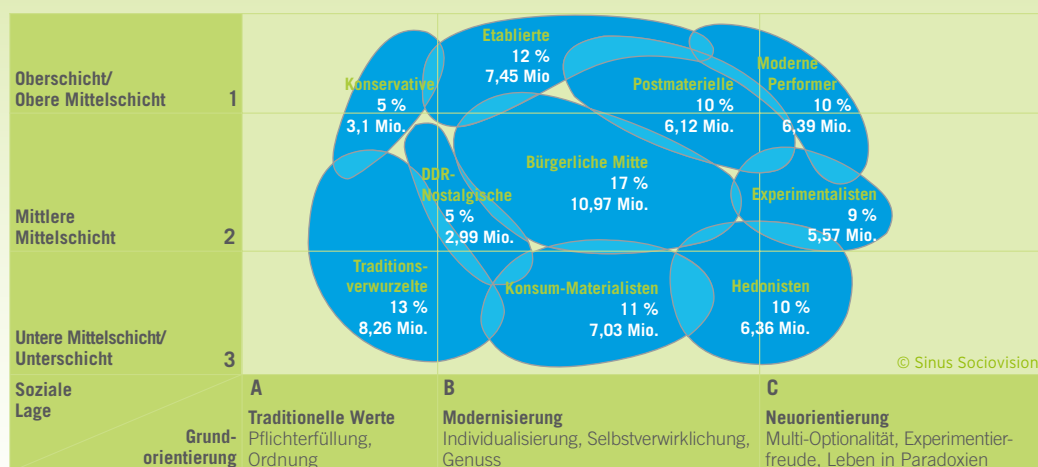 Oberschicht/
Obere Mittelschicht 1
Etablierte
12 %
7,45 Mio
Konservative
5 %
3,1 Mio.
Postmaterielle
10 %
6,12 Mio.
Moderne
Performer
10 %
6,39 Mio.
Mittlere
Mittelschicht 2
DDR-
Nostalgische
5 %
2,99 Mio.
Bürgerliche Mitte
17 %
10,97 Mio.
Experimentalisten
9 %
5,57 Mio.
Untere Mittelschicht/
Unterschicht 3
Traditions-
verwurzelte
13 %
8,26 Mio.
Konsum-Materialisten
11 %
7,03 Mio.
Hedonisten
10 %
6,36 Mio.
© Sinus Sociovision
Soziale
Lage
Grund-
orientierung
A
Traditionelle Werte
Pflichterfüllung,
Ordnung
B
Modernisierung
Individualisierung, Selbstverwirklichung,
Genuss
C
Neuorientierung
Multi-Optionalität, Experimentier-
freude, Leben in Paradoxien